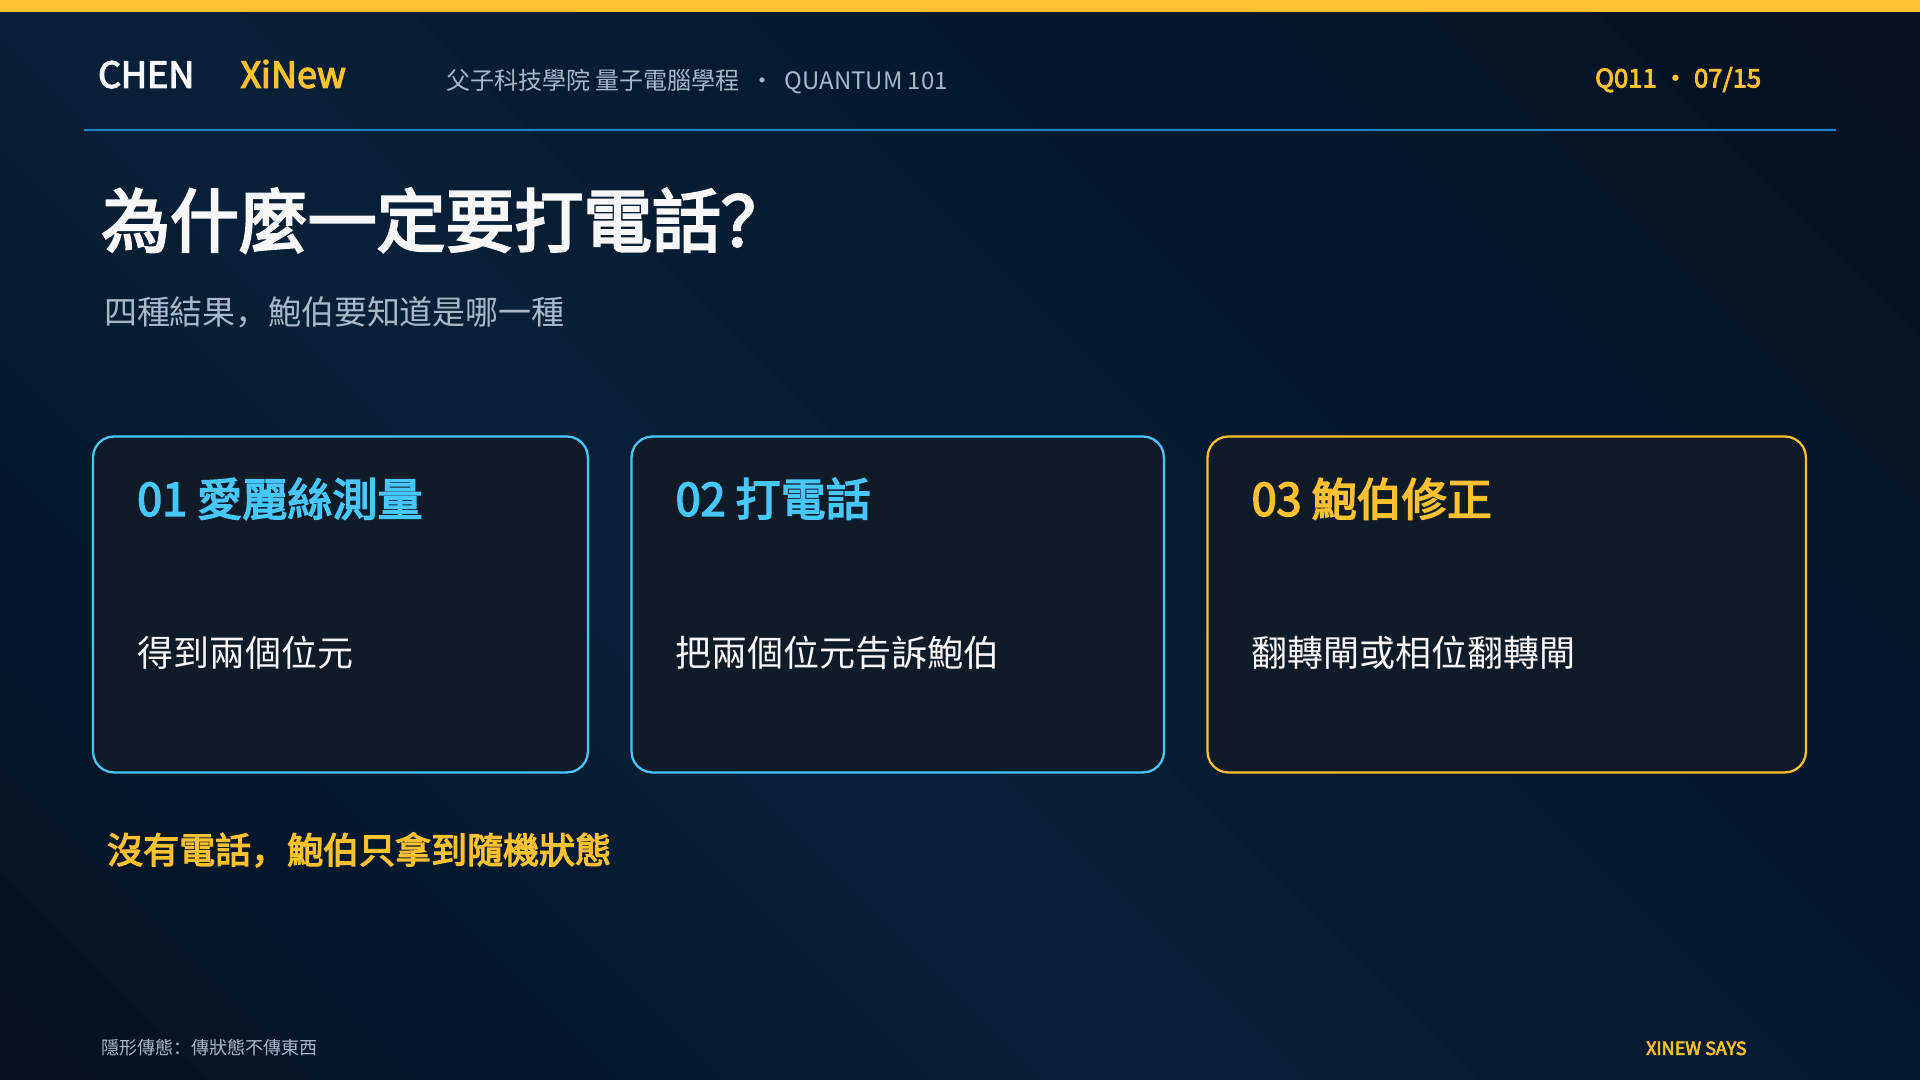 CHEN XiNew 父子科技學院 量子電腦學程 • QUANTUM 101 Q011 • 07/15
為什麼一定要打電話?
四種結果，鮑伯要知道是哪一種
01 愛麗絲測量
得到兩個位元
02 打電話
把兩個位元告訴鮑伯
03 鮑伯修正
翻轉閘或相位翻轉閘
沒有電話，鮑伯只拿到隨機狀態
隱形傳態：傳狀態不傳東西
XINEW SAYS